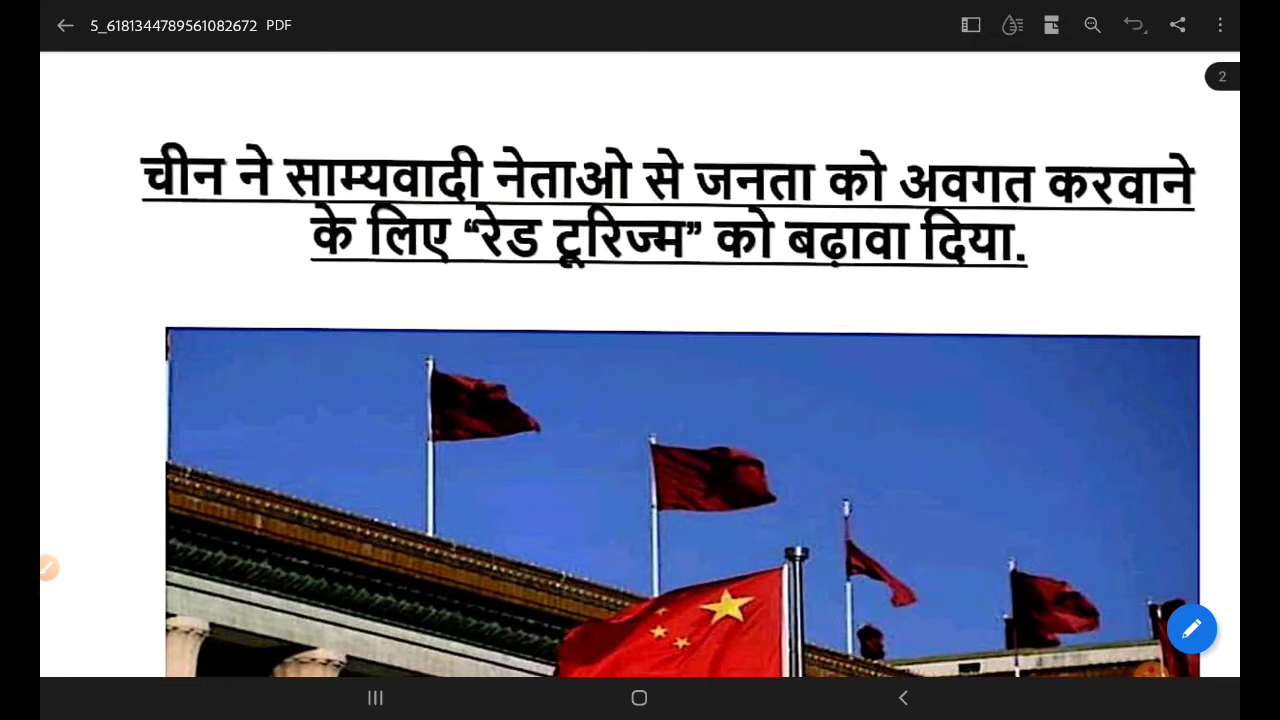 5_6181344789561082672 PDF
2
चीन ने साम्यवादी नेताओ से जनता को अवगत करवाने
के लिए “रेड टूरिज्म” को बढ़ावा दिया.